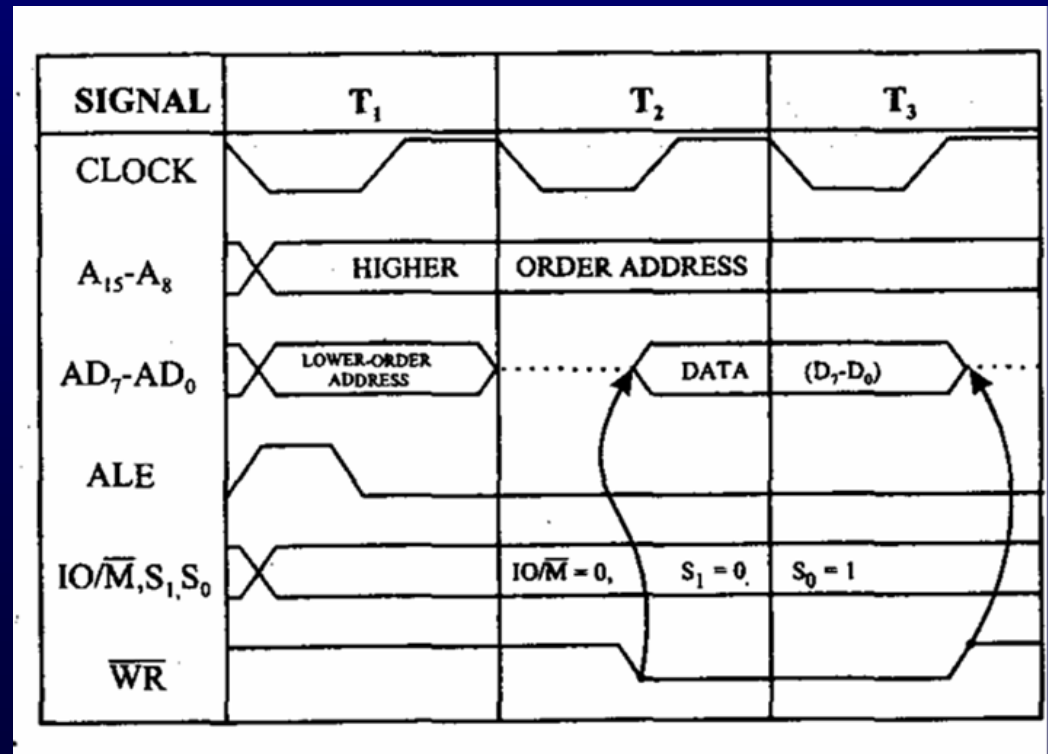 SIGNAL T₁ T₂ T₃
CLOCK
A₁₅-A₈ HIGHER ORDER ADDRESS
AD₇-AD₀ LOWER-ORDER ADDRESS DATA (D₇-D₀)
ALE
IO/M̅,S₁,S₀ IO/M̅ = 0, S₁ = 0, S₀ = 1
W̅R̅